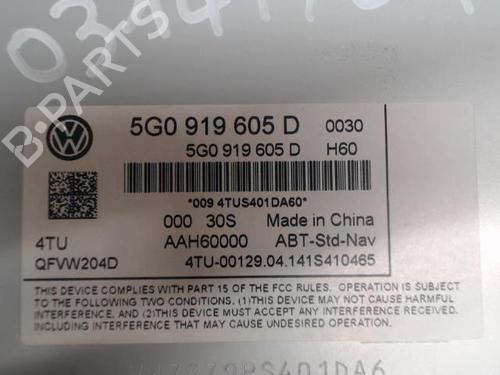 Made
B-PARTS
5G0 919 605 D 0030
5G0 919 605 D H60
*009 4TUS401DA60*
000 30S Made in China
4TU AAH60000 ABT-Std-Nav
QFVW204D 4TU-00129.04.141S410465
THIS DEVICE COMPLIES WITH PART 15 OF THE FCC RULES. OPERATION IS SUBJECT
TO THE FOLLOWING TWO CONDITIONS. (1)THIS DEVICE MAY NOT CAUSE HARMFUL
INTERFERENCE, AND (2)THIS DEVICE MUST ACCEPT ANY INTERFERENCE RECEIVED,
INCLUDING INTERFERENCE THAT MAY CAUSE UNDESIRED OPERATION.